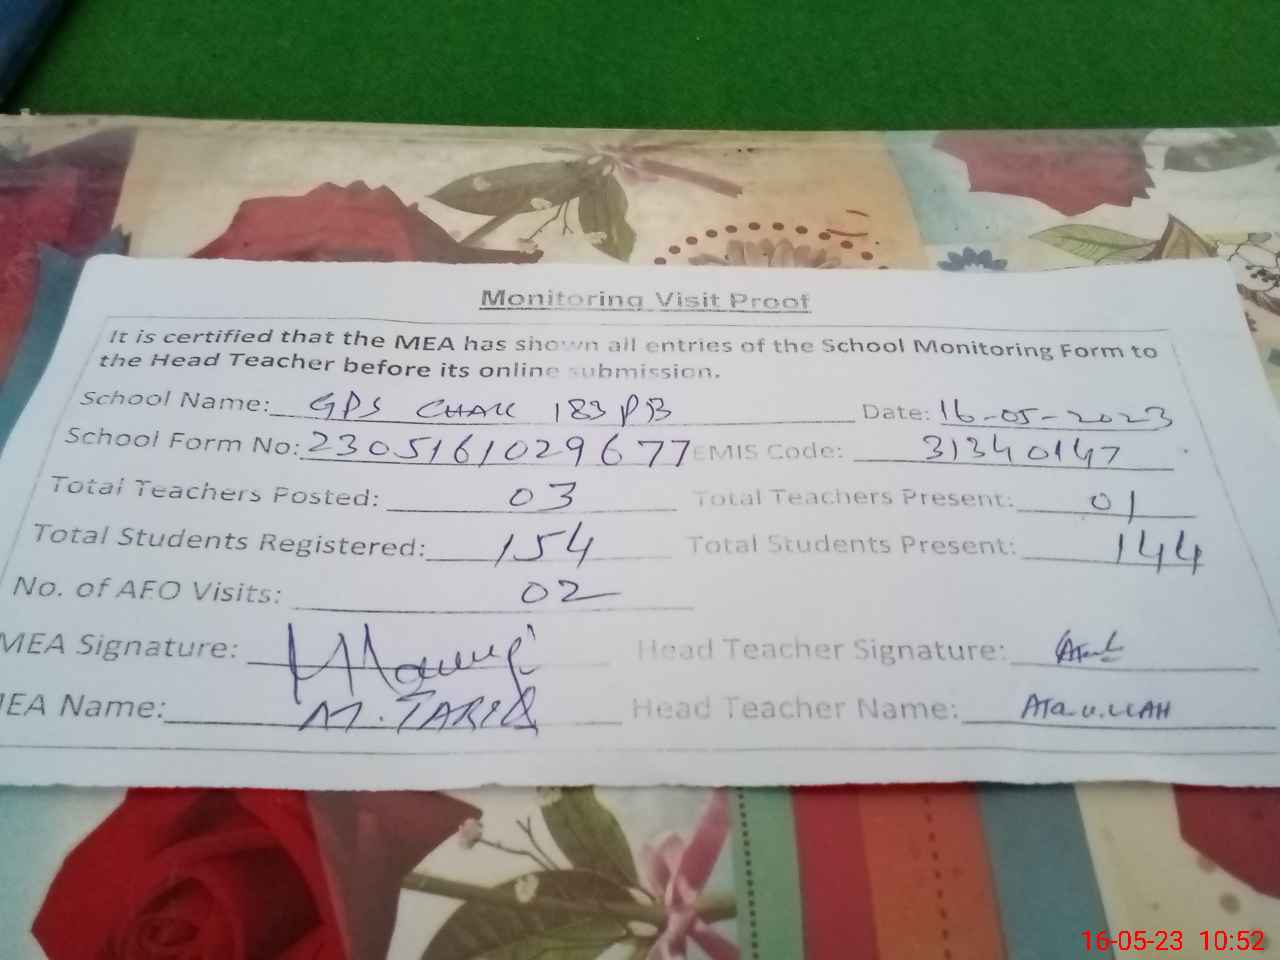 Monitoring Visit Proof
It is certified that the MEA has shown all entries of the School Monitoring Form to
the Head Teacher before its online submission.
School Name: GPS CHAK 183 PB Date: 16-05-2023
School Form No: 2305161029677 EMIS Code: 31340147
Total Teachers Posted: 03 Total Teachers Present: 01
Total Students Registered: 154 Total Students Present: 144
No. of AEO Visits: 02
MEA Signature: Head Teacher Signature:
MEA Name: M. TARIQ Head Teacher Name: ATa.u.LLAH
16-05-23 10:52